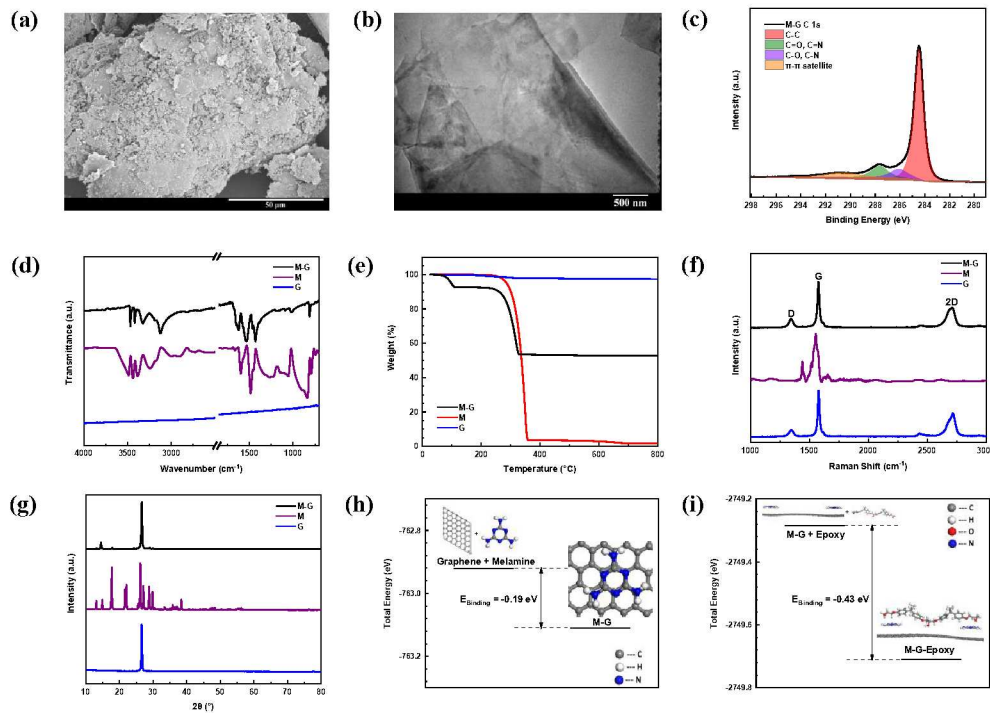 (a)
50 μm
(b)
500 nm
(c)
M-G C 1s
C-C
C=O, C=N
C-O, C-N
π-π satellite
Intensity (a.u.)
298 296 294 292 290 288 286 284 282 280
Binding Energy (eV)
(d)
M-G
M
G
Transmittance (a.u.)
4000 3000 1500 1000
Wavenumber (cm⁻¹)
(e)
100
80
60
40
20
0
Weight (%)
M-G
M
G
0 200 400 600 800
Temperature (°C)
(f)
M-G
M
G
D
G
2D
Intensity (a.u.)
1000 1500 2000 2500 3000
Raman Shift (cm⁻¹)
(g)
M-G
M
G
Intensity (a.u.)
10 20 30 40 50 60 70 80
2θ (°)
(h)
-762.8
-763.0
-763.2
Total Energy (eV)
+
Graphene + Melamine
E Binding = -0.19 eV
M-G
--- C
--- H
--- N
(i)
-2749.2
-2749.4
-2749.6
-2749.8
Total Energy (eV)
+
M-G + Epoxy
E Binding = -0.43 eV
M-G-Epoxy
--- C
--- H
--- O
--- N